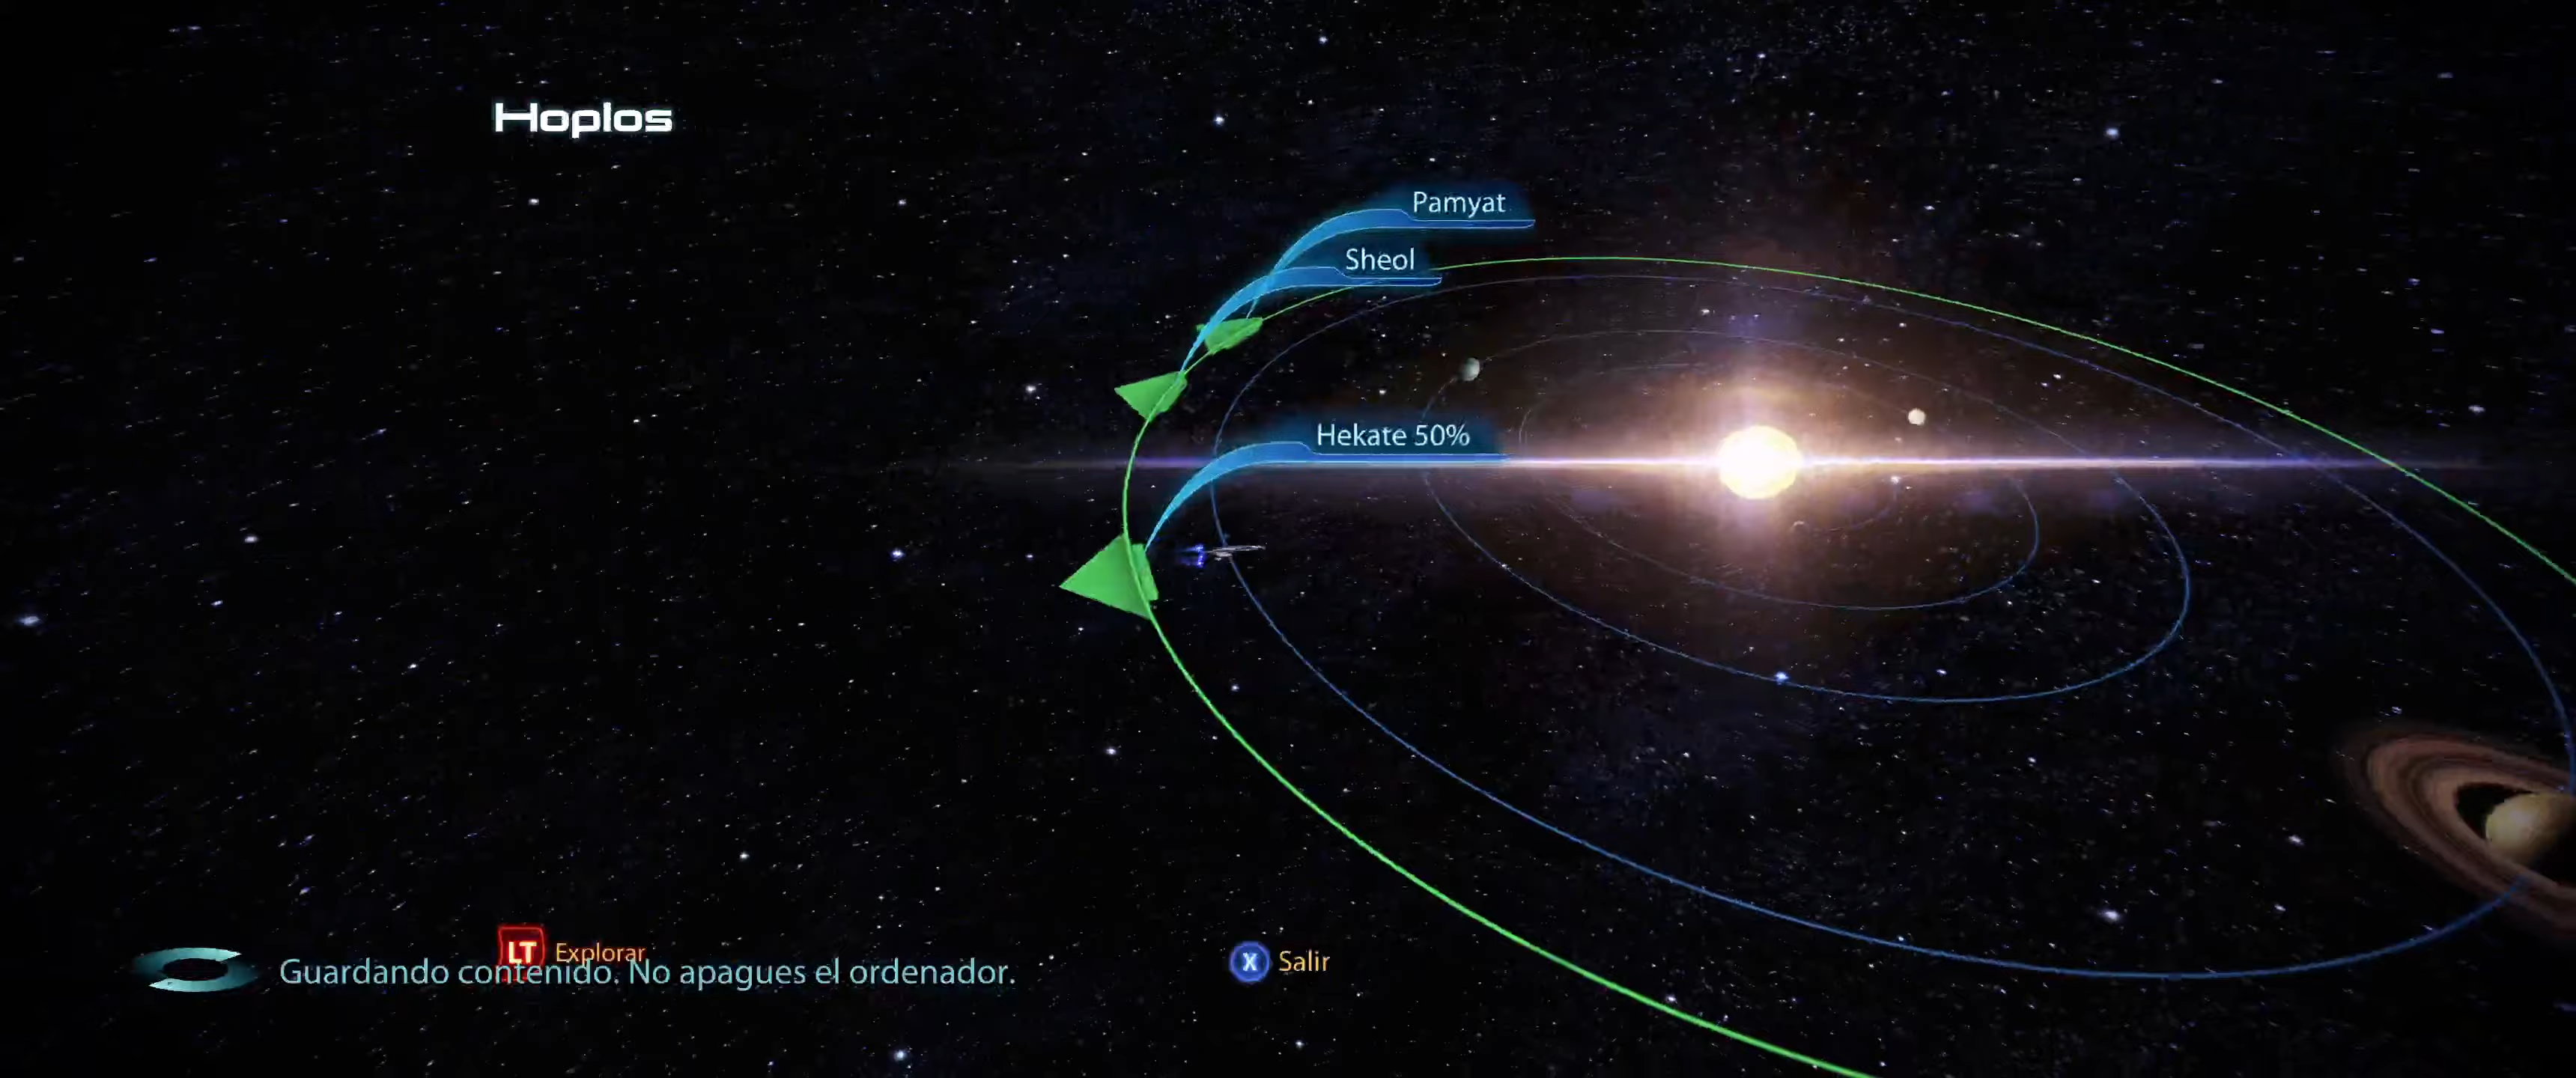 Hoplos
Pamyat
Sheol
Hekate 50%
LT Explorar
Guardando contenido. No apagues el ordenador.
X Salir